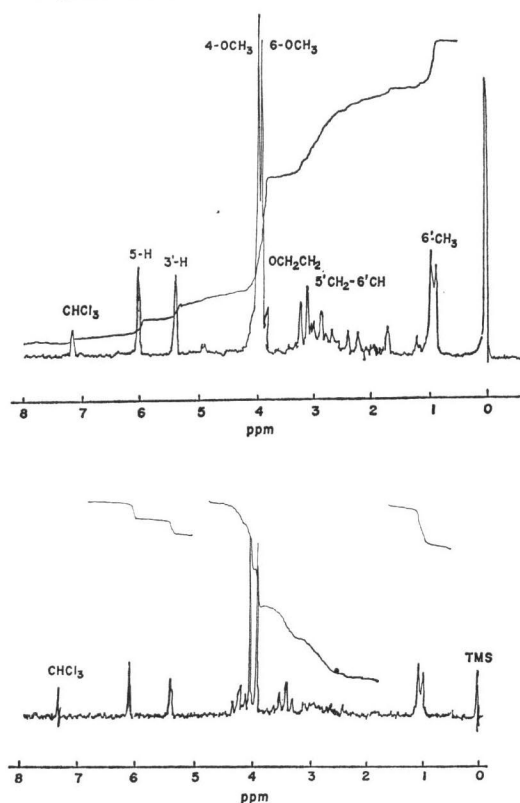 4-OCH₃ 6-OCH₃
5-H 3'-H OCH₂CH₂ 6'-CH₃
CHCl₃ 5'CH₂-6'CH
8 7 6 5 4 3 2 1 0
ppm
CHCl₃ TMS
8 7 6 5 4 3 2 1 0
ppm